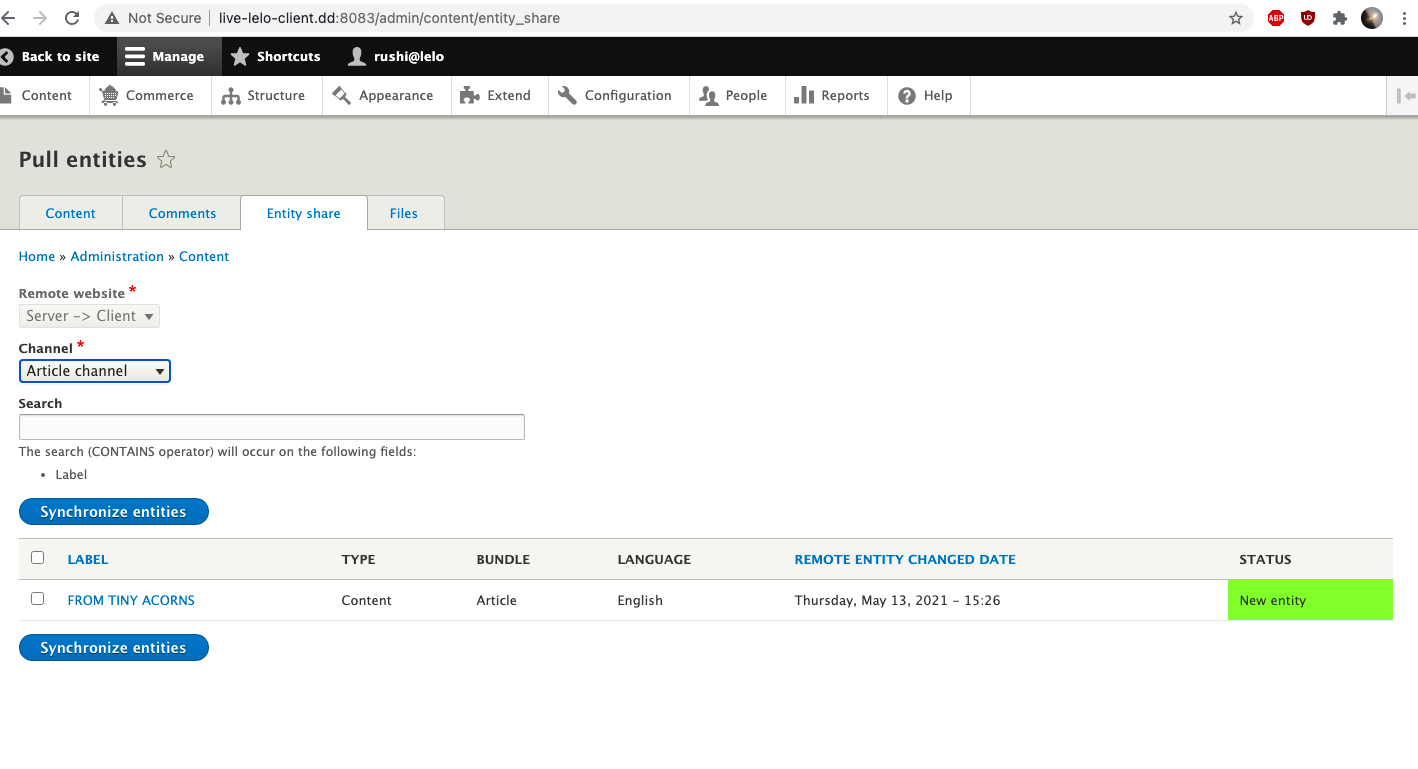 Not Secure live-lelo-client.dd:8083/admin/content/entity_share ABP
Back to site Manage Shortcuts rushi@lelo
Content Commerce Structure Appearance Extend Configuration People Reports Help
Pull entities
Content Comments Entity share Files
Home » Administration » Content
Remote website *
Server -> Client
Channel *
Article channel
Search
The search (CONTAINS operator) will occur on the following fields:
• Label
Synchronize entities
LABEL TYPE BUNDLE LANGUAGE REMOTE ENTITY CHANGED DATE STATUS
FROM TINY ACORNS Content Article English Thursday, May 13, 2021 - 15:26 New entity
Synchronize entities